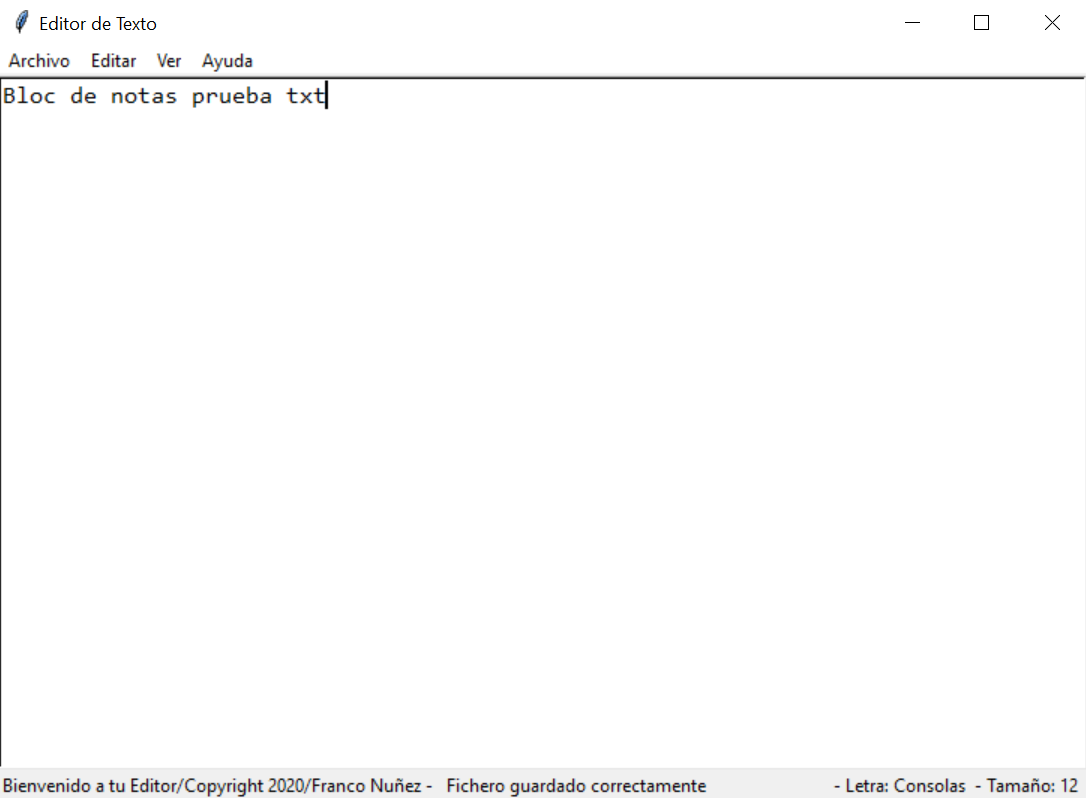 Editor de Texto
Archivo Editar Ver Ayuda
Bloc de notas prueba txt
Bienvenido a tu Editor/Copyright 2020/Franco Nuñez - Fichero guardado correctamente - Letra: Consolas - Tamaño: 12